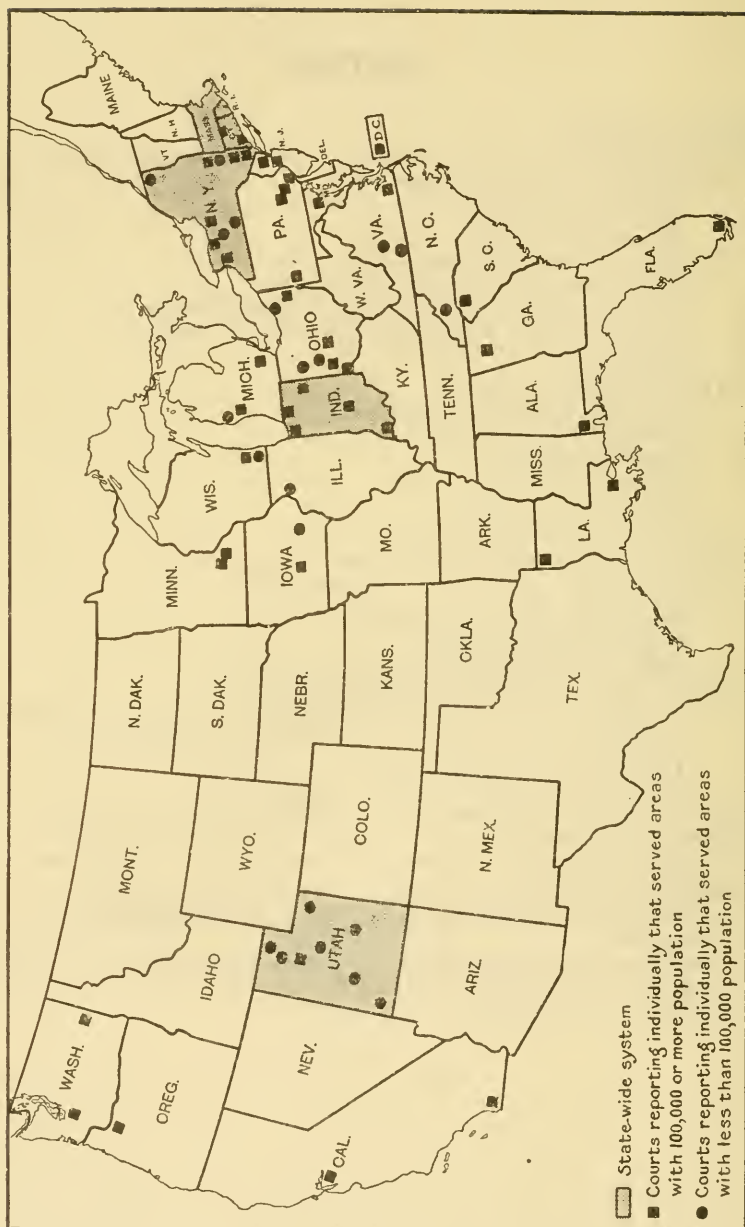 WASH.
OREG.
CAL.
NEV.
IDAHO
MONT.
WYO.
UTAH
COLO.
ARIZ.
N. MEX.
N. DAK.
S. DAK.
NEBR.
KANS.
OKLA.
TEX.
MINN.
IOWA
MO.
ARK.
LA.
WIS.
ILL.
MISS.
MICH.
IND.
KY.
TENN.
ALA.
OHIO
W. VA.
VA.
N. C.
S. C.
GA.
FLA.
PA.
N. Y.
VT.
N. H.
MAINE
MASS.
R. I.
N. J.
DEL.
D C.
State-wide system
Courts reporting individually that served areas
with 100,000 or more population
Courts reporting individually that served areas
with less than 100,000 population